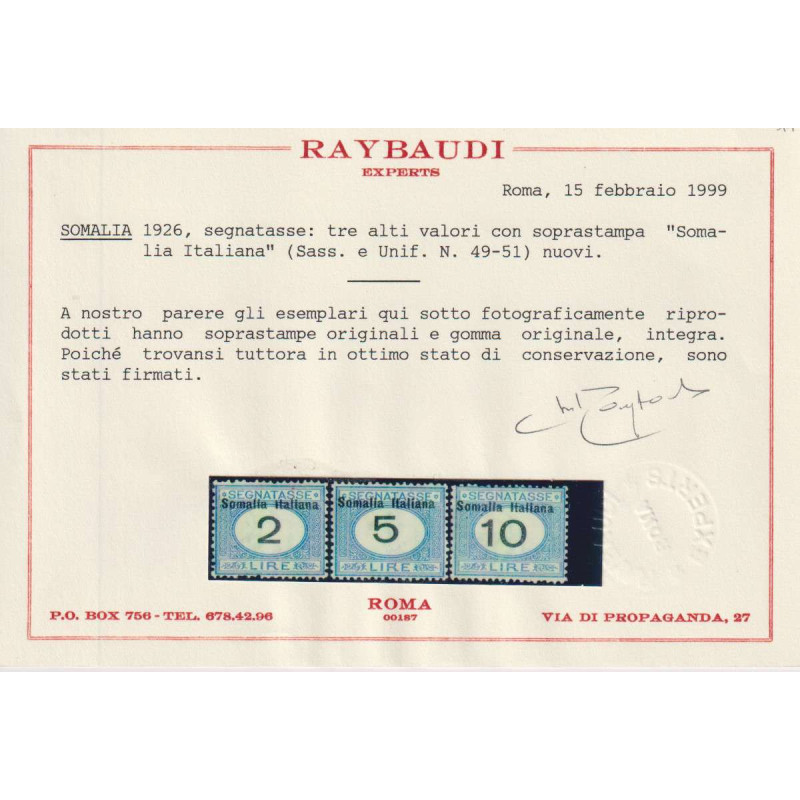 RAYBAUDI
EXPERTS
Roma, 15 febbraio 1999
SOMALIA 1926, segnatasse: tre alti valori con soprastampa "Soma-
lia Italiana" (Sass. e Unif. N. 49-51) nuovi.
A nostro parere gli esemplari qui sotto fotograficamente ripro-
dotti hanno soprastampe originali e gomma originale, integra.
Poiché trovansi tuttora in ottimo stato di conservazione, sono
stati firmati.
SEGNATASSE SEGNATASSE SEGNATASSE
Somalia Italiana Somalia Italiana Somalia Italiana
2 5 10
LIRE LIRE LIRE
EXPERTS
ROMA
00187
P.O. BOX 756 - TEL. 678.42.96
VIA DI PROPAGANDA, 27